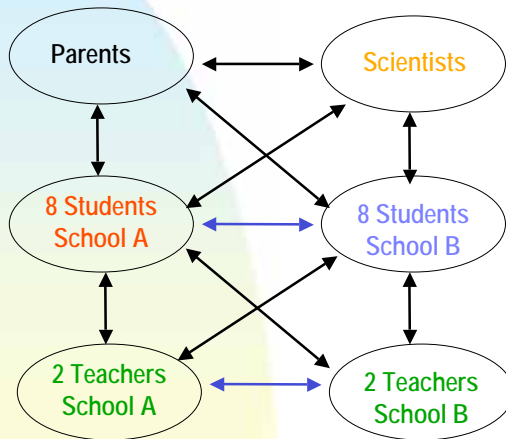 Parents
Scientists
8 Students
School A
8 Students
School B
2 Teachers
School A
2 Teachers
School B